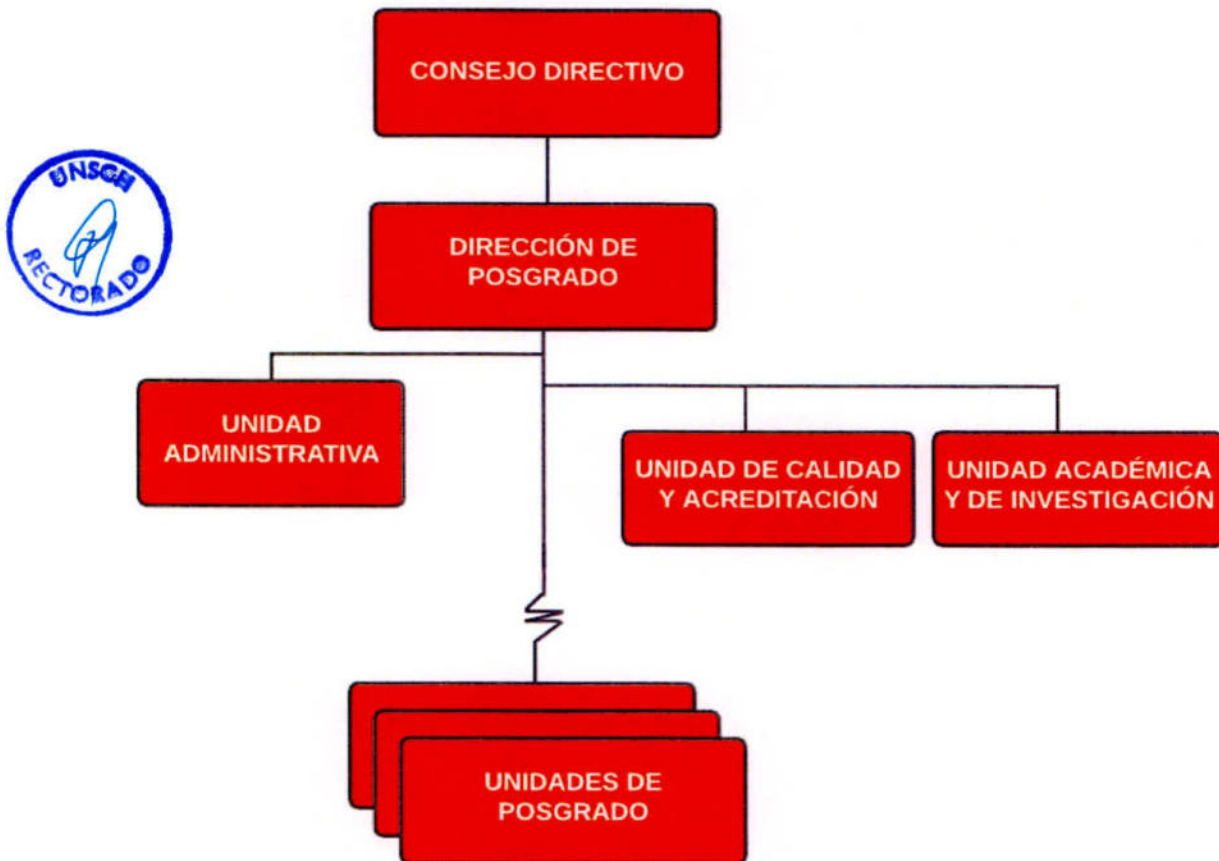 CONSEJO DIRECTIVO
UNSCH
RECTORADO
DIRECCIÓN DE
POSGRADO
UNIDAD
ADMINISTRATIVA
UNIDAD DE CALIDAD
Y ACREDITACIÓN
UNIDAD ACADÉMICA
Y DE INVESTIGACIÓN
UNIDADES DE
POSGRADO